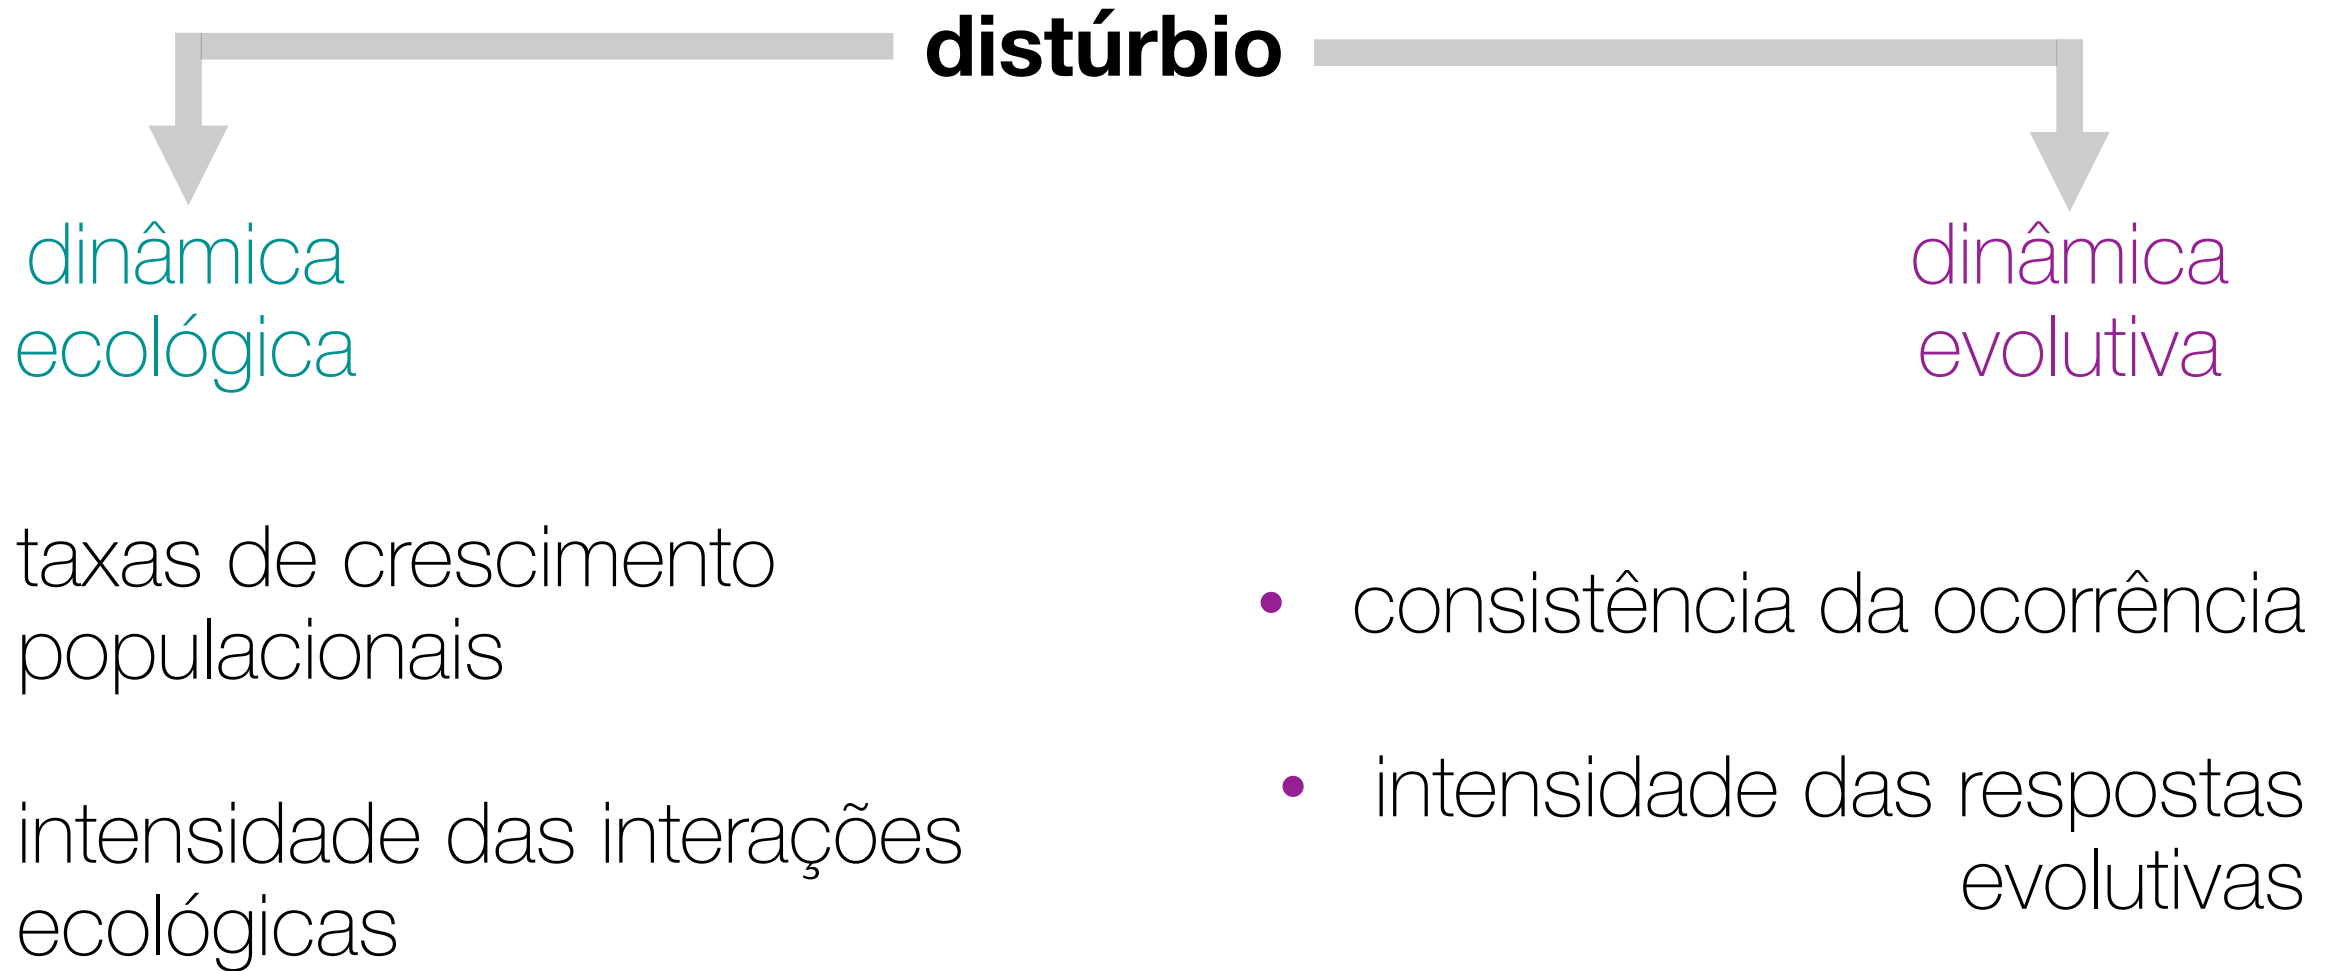 distúrbio
dinâmica
ecológica
dinâmica
evolutiva
taxas de crescimento
populacionais
intensidade das interações
ecológicas
• consistência da ocorrência
• intensidade das respostas
evolutivas